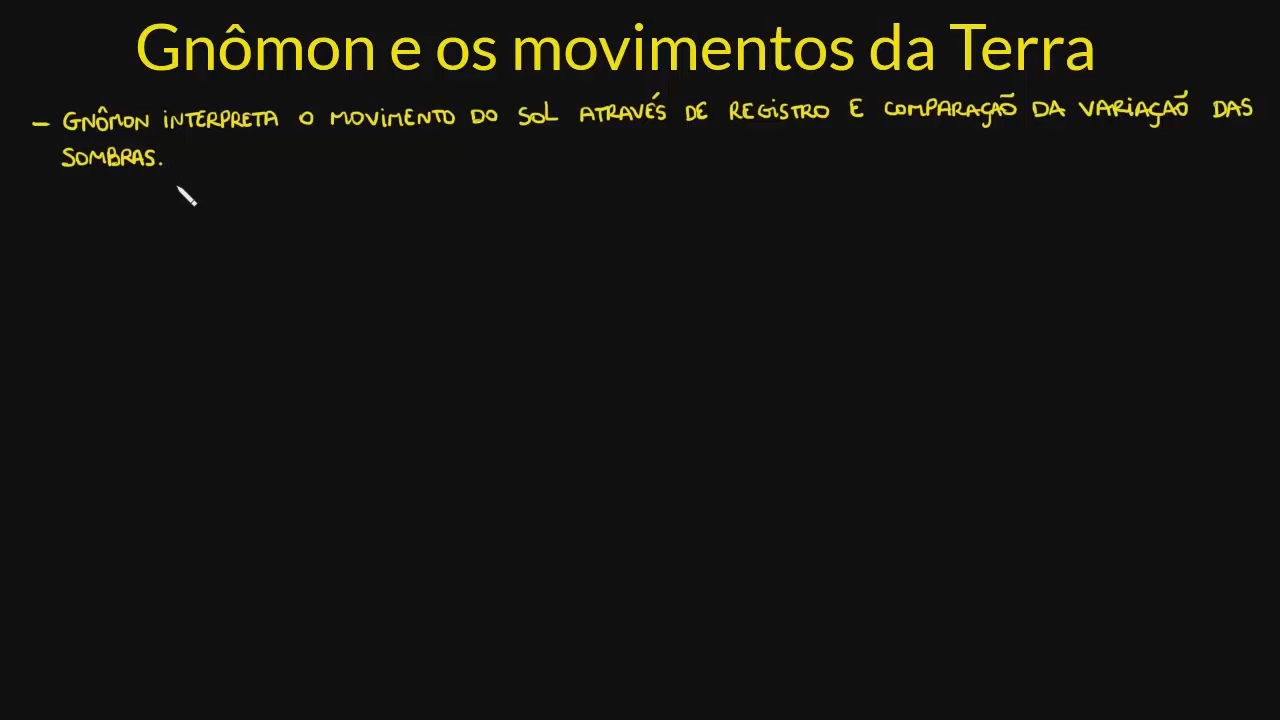 Gnômon e os movimentos da Terra
- GNÔMON INTERPRETA O MOVIMENTO DO SOL ATRAVÉS DE REGISTRO E COMPARAÇÃO DA VARIAÇÃO DAS
SOMBRAS.